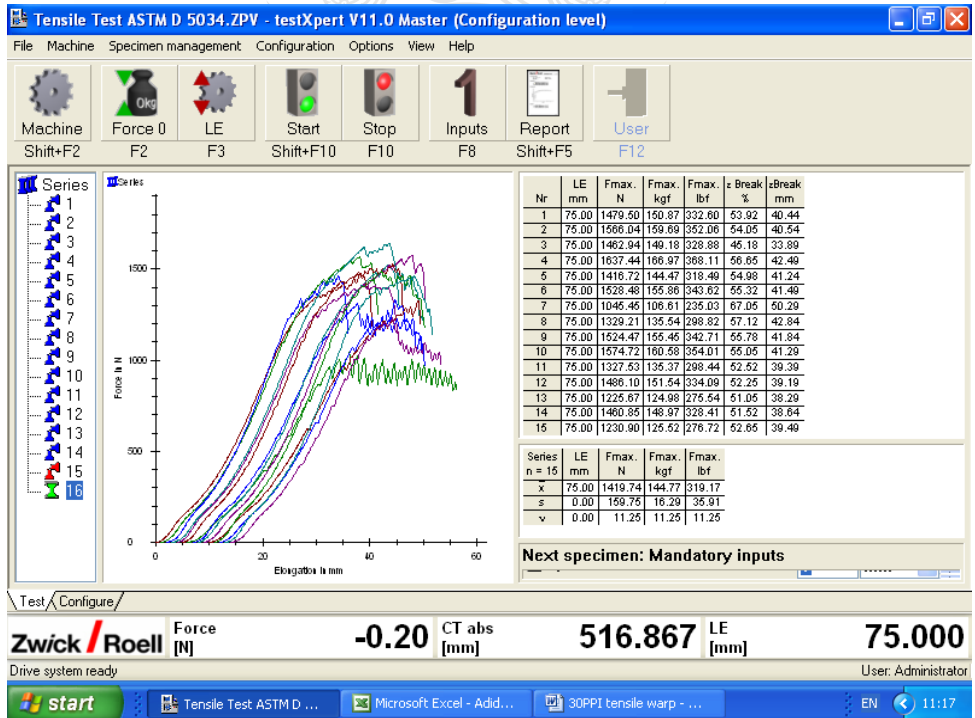 Tensile Test ASTM D 5034.ZPV - testXpert V11.0 Master (Configuration level)
File Machine Specimen management Configuration Options View Help
0kg
Machine Force 0 LE Start Stop Inputs Report User
Shift+F2 F2 F3 Shift+F10 F10 F8 Shift+F5 F12
Series
1
2
3
4
5
6
7
8
9
10
11
12
13
14
15
16
Series
1500
1000
500
0
Force in N
0 20 40 60
Elongation in mm
Nr LE mm Fmax. N Fmax. kgf Fmax. lbf z Break % zBreak mm
1 75.00 1479.50 150.87 332.60 53.92 40.44
2 75.00 1566.04 159.69 352.06 54.05 40.54
3 75.00 1462.94 149.18 328.88 45.18 33.89
4 75.00 1637.44 166.97 368.11 56.65 42.49
5 75.00 1416.72 144.47 318.49 54.98 41.24
6 75.00 1528.48 155.86 343.62 55.32 41.49
7 75.00 1045.45 106.61 235.03 67.05 50.29
8 75.00 1329.21 135.54 298.82 57.12 42.84
9 75.00 1524.47 155.45 342.71 55.78 41.84
10 75.00 1574.72 160.58 354.01 55.05 41.29
11 75.00 1327.53 135.37 298.44 52.52 39.39
12 75.00 1486.10 151.54 334.09 52.25 39.19
13 75.00 1225.67 124.98 275.54 51.05 38.29
14 75.00 1460.85 148.97 328.41 51.52 38.64
15 75.00 1230.90 125.52 276.72 52.65 39.49
Series LE Fmax. Fmax. Fmax.
n = 15 mm N kgf lbf
x̄ 75.00 1419.74 144.77 319.17
s 0.00 159.75 16.29 35.91
ν 0.00 11.25 11.25 11.25
Next specimen: Mandatory inputs
Test Configure
Zwick / Roell Force [N] -0.20 CT abs [mm] 516.867 LE [mm] 75.000
Drive system ready User: Administrator
start Tensile Test ASTM D ... Microsoft Excel - Adid... 30PPI tensile warp - ... EN 11:17